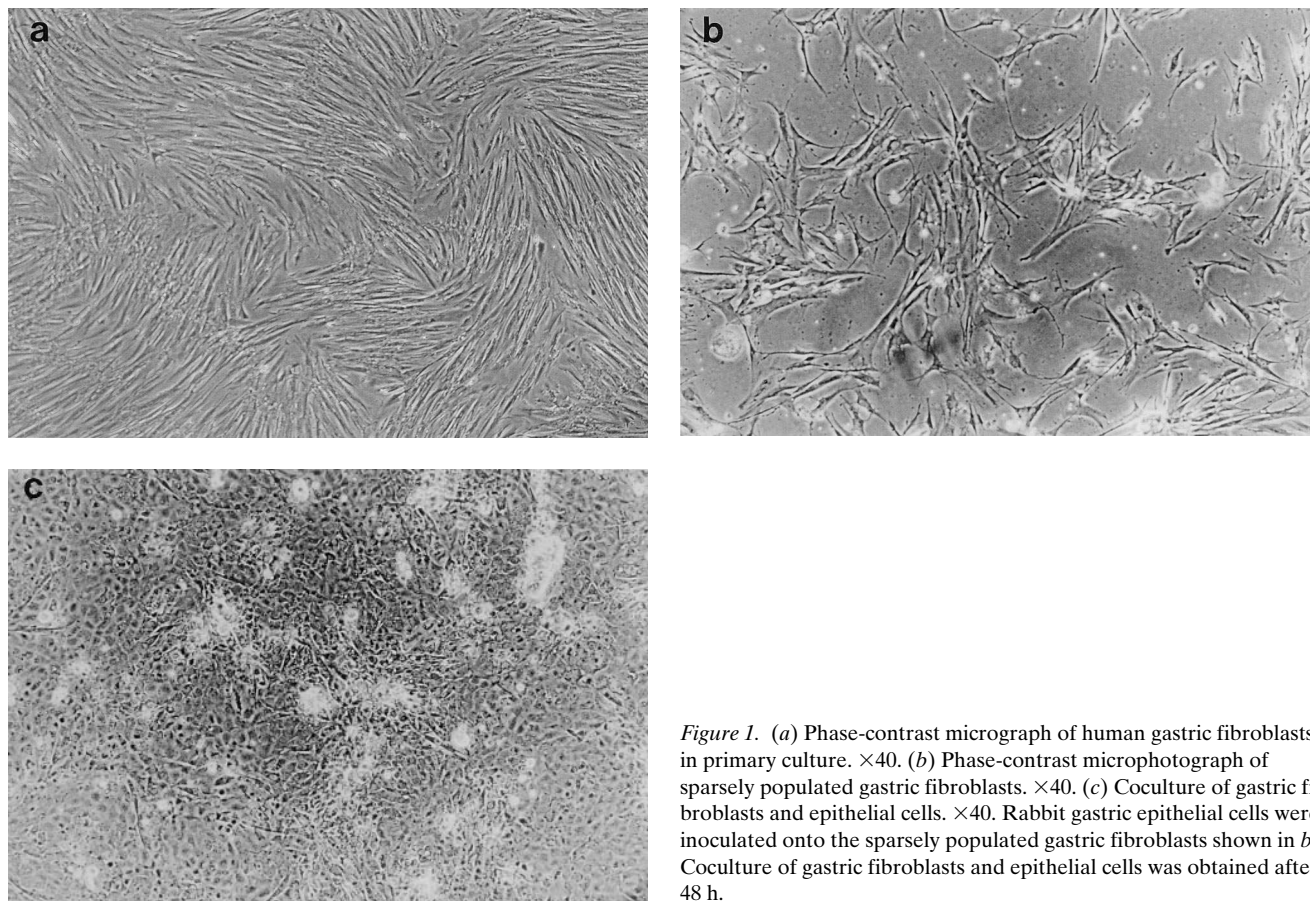 a
b
c
Figure 1. (a) Phase-contrast micrograph of human gastric fibroblasts
in primary culture. ×40. (b) Phase-contrast microphotograph of
sparsely populated gastric fibroblasts. ×40. (c) Coculture of gastric fi
broblasts and epithelial cells. ×40. Rabbit gastric epithelial cells were
inoculated onto the sparsely populated gastric fibroblasts shown in b
Coculture of gastric fibroblasts and epithelial cells was obtained after
48 h.